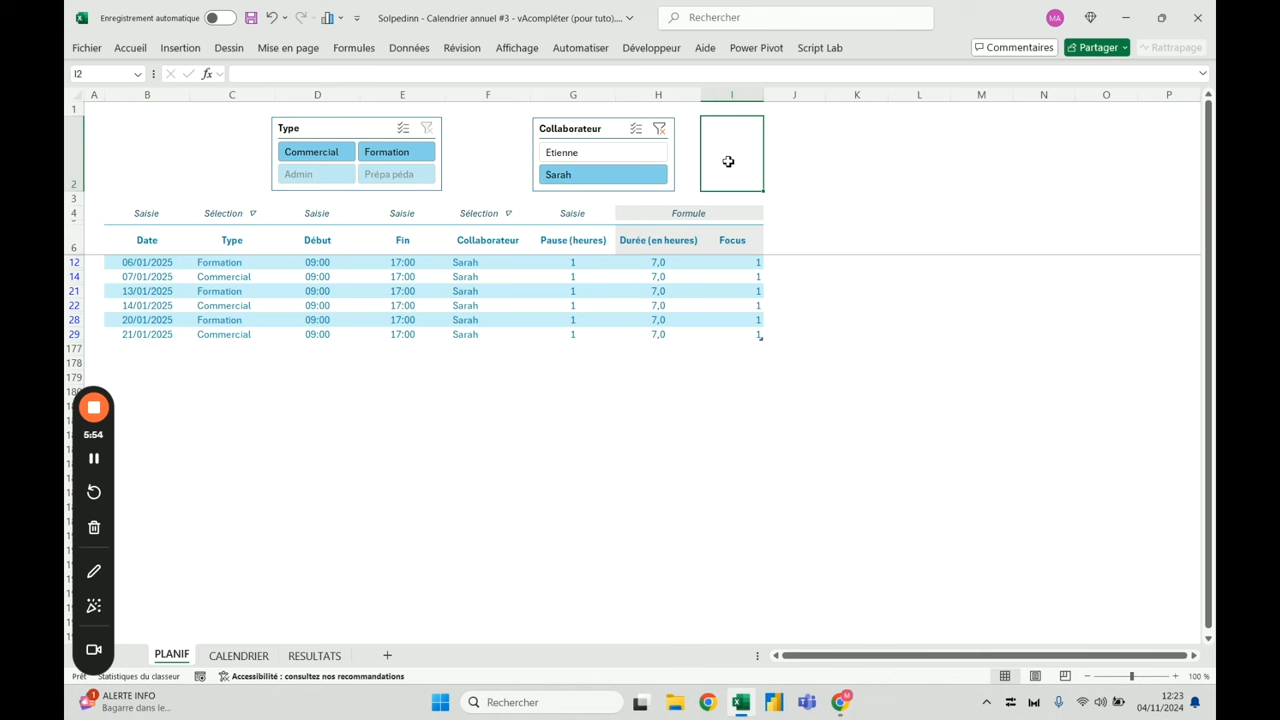 Enregistrement automatique
Solpedinn - Calendrier annuel #3 - vAcompléter (pour tuto)....
Rechercher
MA
Fichier Accueil Insertion Dessin Mise en page Formules Données Révision Affichage Automatiser Développeur Aide Power Pivot Script Lab
Commentaires Partager Rattrapage
I2
fx
A B C D E F G H I J K L M N O P
1
Type
Collaborateur
Commercial Formation
Etienne
Admin Prépa péda
Sarah
2
3
4 Saisie Sélection Saisie Saisie Sélection Saisie Formule
6 Date Type Début Fin Collaborateur Pause (heures) Durée (en heures) Focus
12 06/01/2025 Formation 09:00 17:00 Sarah 1 7,0 1
14 07/01/2025 Commercial 09:00 17:00 Sarah 1 7,0 1
21 13/01/2025 Formation 09:00 17:00 Sarah 1 7,0 1
22 14/01/2025 Commercial 09:00 17:00 Sarah 1 7,0 1
28 20/01/2025 Formation 09:00 17:00 Sarah 1 7,0 1
29 21/01/2025 Commercial 09:00 17:00 Sarah 1 7,0 1
177
178
179
5:54
PLANIF CALENDRIER RESULTATS
Statistiques du classeur Accessibilité : consultez nos recommandations 100 %
1
ALERTE INFO
Bagarre dans le...
Rechercher
12:23
04/11/2024